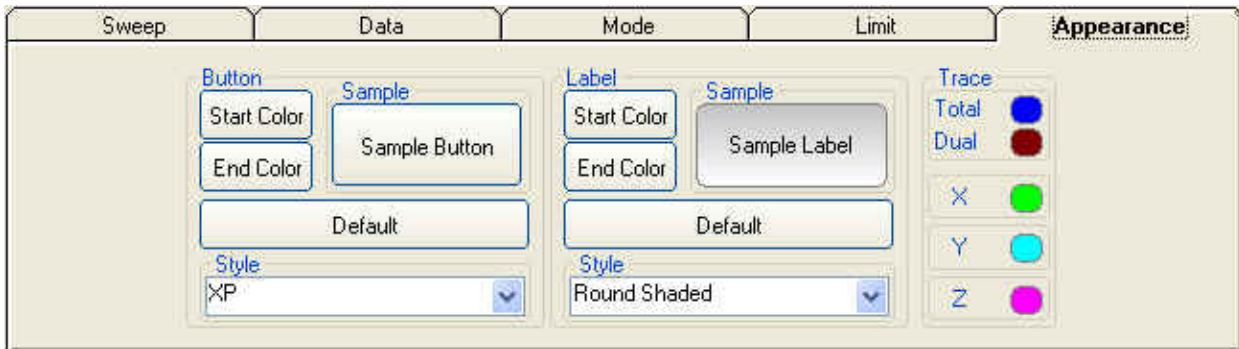 Sweep Data Mode Limit Appearance
Button
Start Color
End Color
Sample
Sample Button
Default
Style
XP
Label
Start Color
End Color
Sample
Sample Label
Default
Style
Round Shaded
Trace
Total
Dual
X
Y
Z